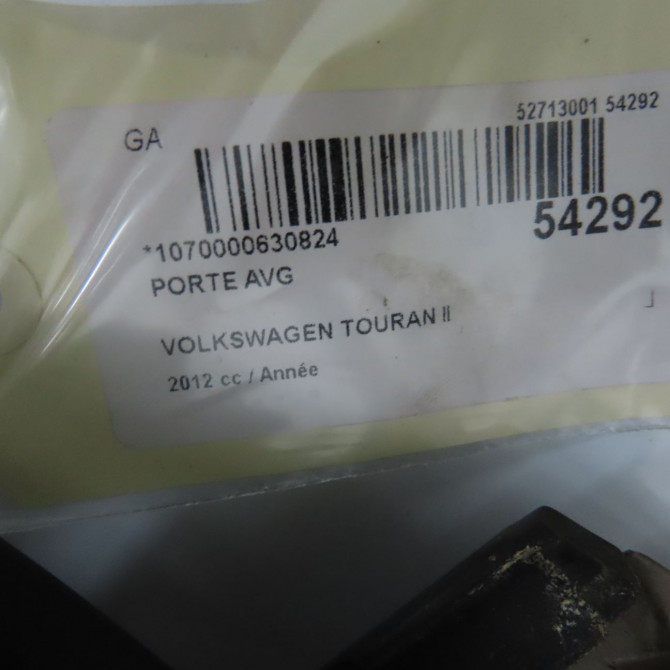 52713001 54292
GA
54292
*1070000630824
PORTE AVG
VOLKSWAGEN TOURAN II
2012 cc / Année